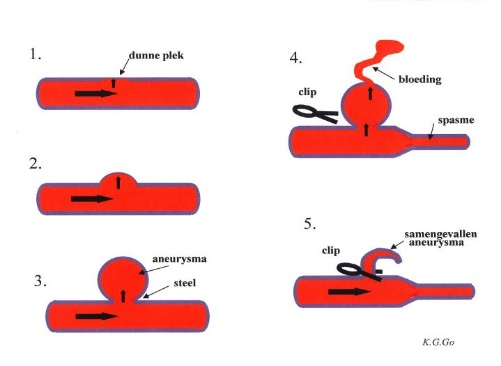 1.
dunne plek
2.
3.
aneurysma
steel
4.
bloeding
clip
spasme
5.
samengevallen
aneurysma
clip
K.G.Go